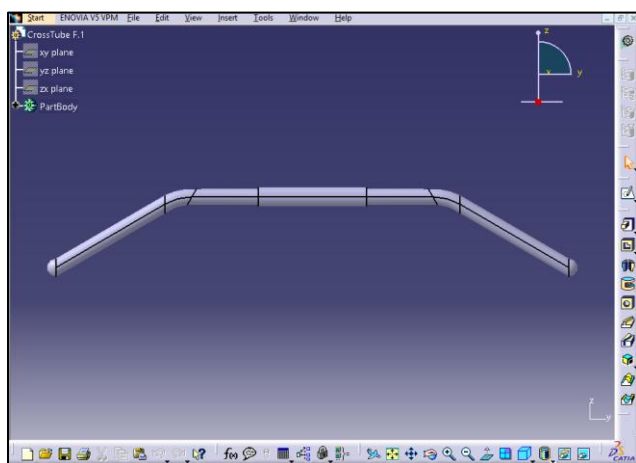 Start ENOVIA V5 VPM File Edit View Insert Tools Window Help
CrossTube F.1
xy plane
yz plane
zx plane
PartBody
z
x
y
z
y
f(x)
CATIA